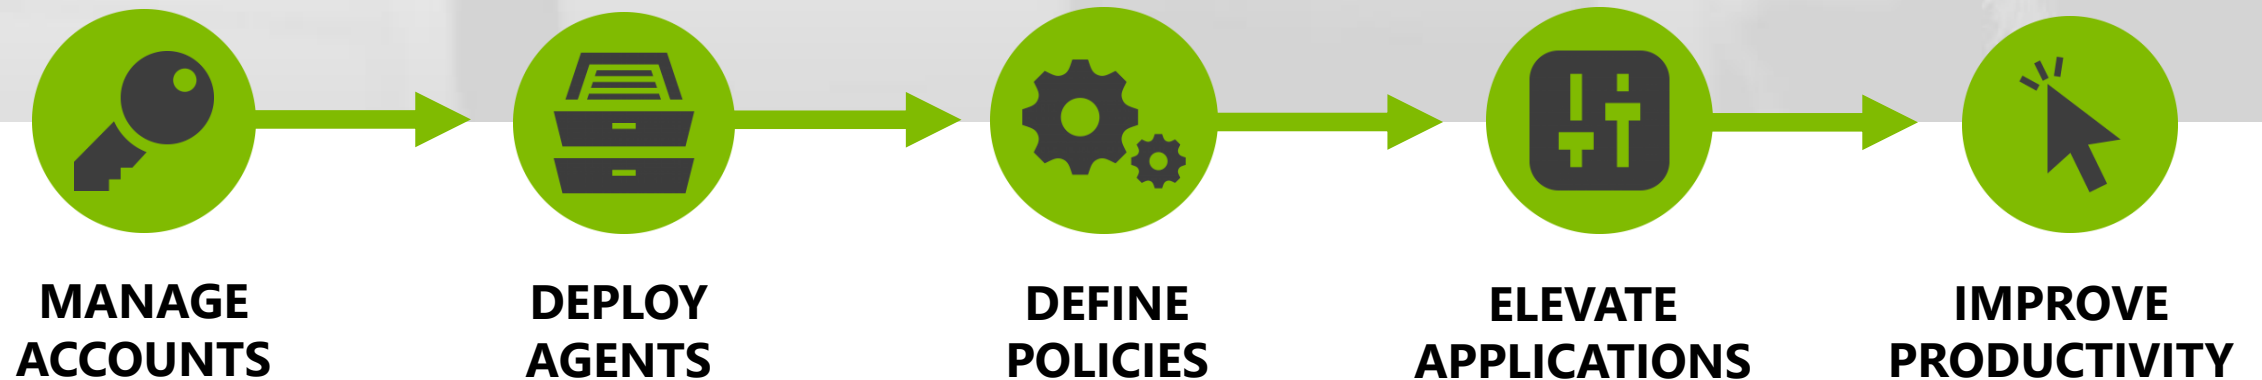 MANAGE
ACCOUNTS
DEPLOY
AGENTS
DEFINE
POLICIES
ELEVATE
APPLICATIONS
IMPROVE
PRODUCTIVITY